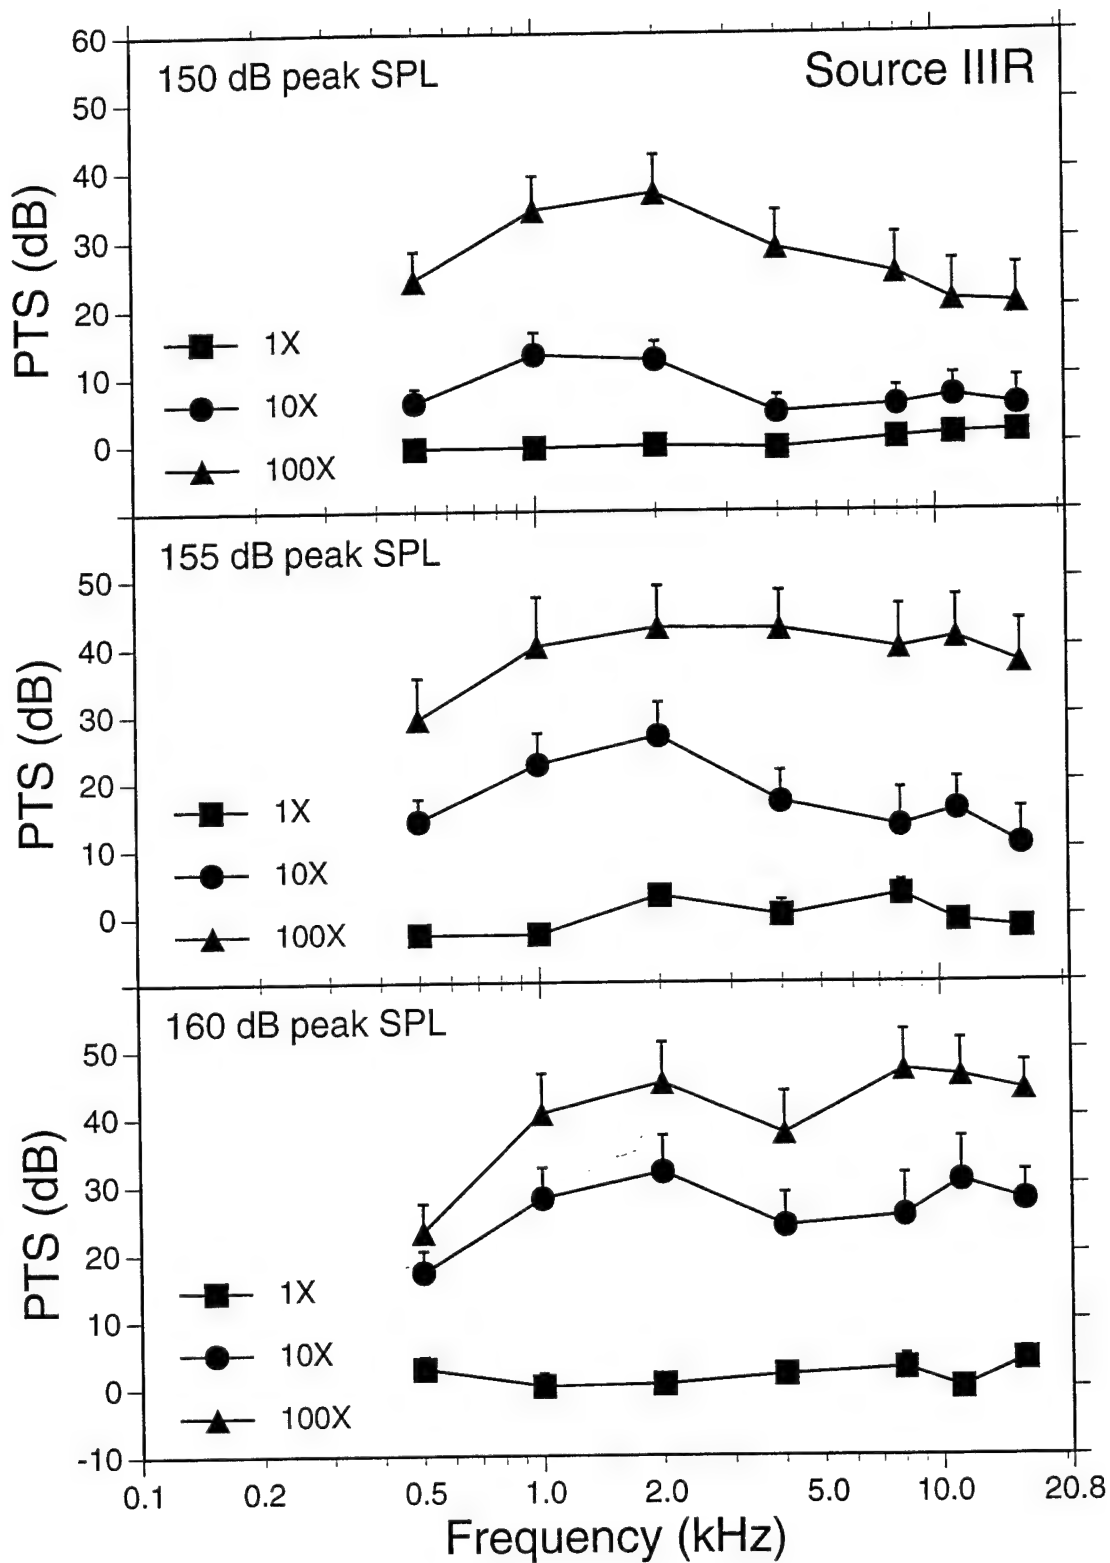 150 dB peak SPL
Source IIIR
60
50
40
30
20
10
0
PTS (dB)
1X
10X
100X
155 dB peak SPL
50
40
30
20
10
0
PTS (dB)
1X
10X
100X
160 dB peak SPL
50
40
30
20
10
0
-10
PTS (dB)
1X
10X
100X
0.1 0.2 0.5 1.0 2.0 5.0 10.0 20.8
Frequency (kHz)